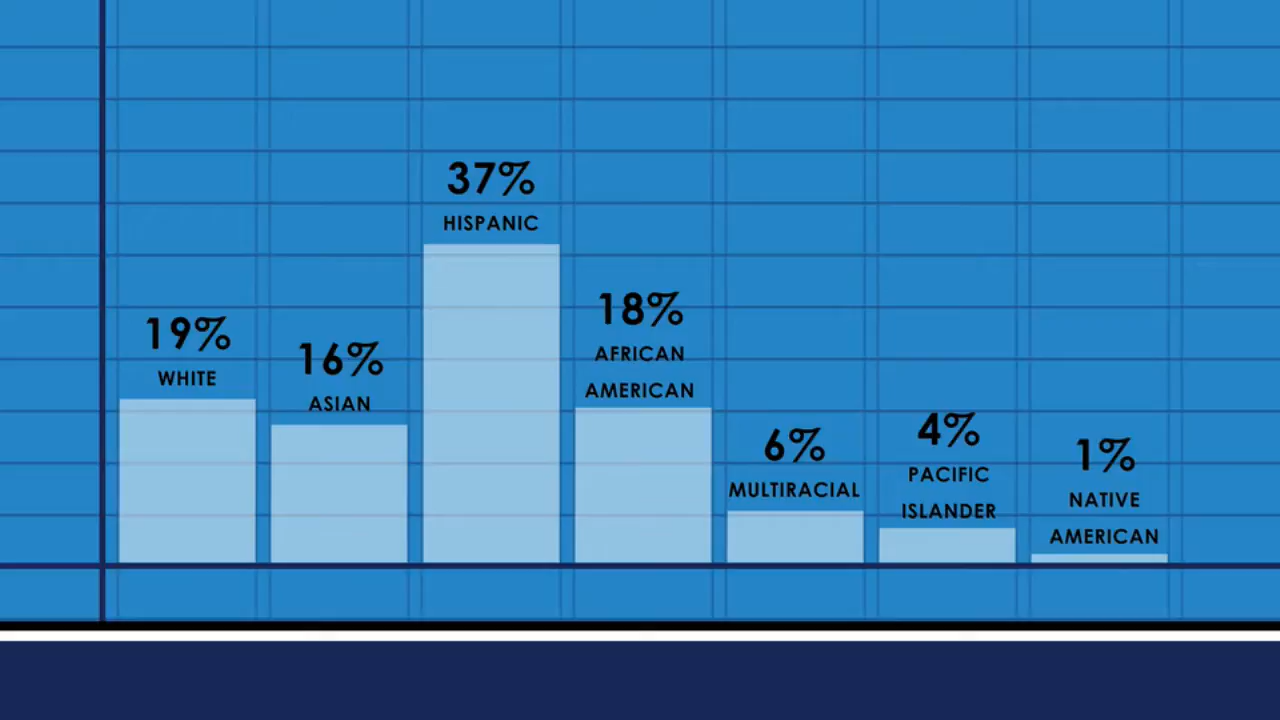 19%
WHITE
16%
ASIAN
37%
HISPANIC
18%
AFRICAN
AMERICAN
6%
MULTIRACIAL
4%
PACIFIC
ISLANDER
1%
NATIVE
AMERICAN